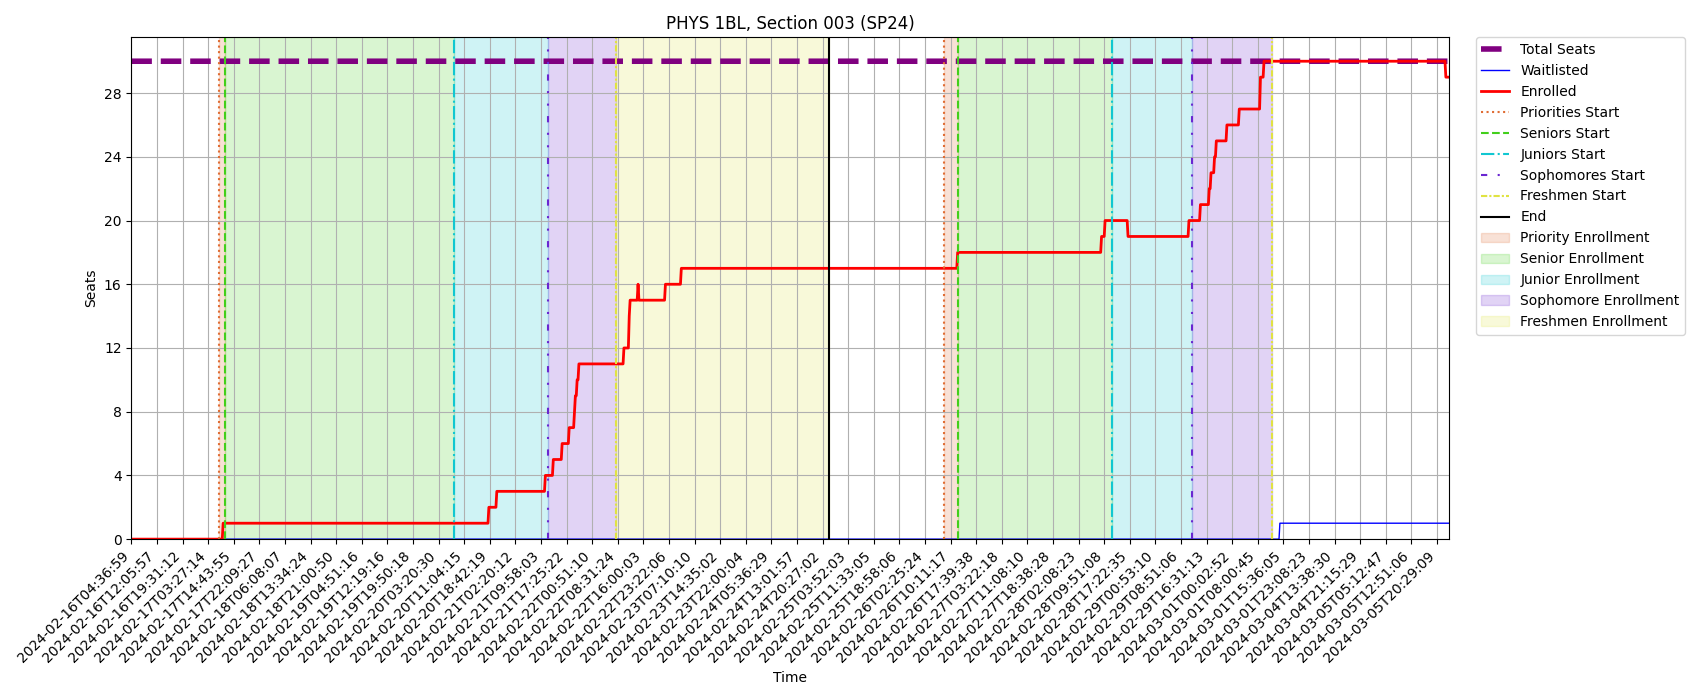 PHYS 1BL, Section 003 (SP24)
Seats
28
24
20
16
12
8
4
0
2024-02-16T04:36:59
2024-02-16T12:05:57
2024-02-16T19:31:12
2024-02-17T03:27:14
2024-02-17T14:43:55
2024-02-17T22:09:27
2024-02-18T06:08:07
2024-02-18T13:34:24
2024-02-18T21:00:50
2024-02-19T04:51:16
2024-02-19T12:19:16
2024-02-19T19:50:18
2024-02-20T03:20:30
2024-02-20T11:04:15
2024-02-20T18:42:19
2024-02-21T02:20:12
2024-02-21T09:58:03
2024-02-21T17:25:22
2024-02-22T00:51:10
2024-02-22T08:31:24
2024-02-22T16:00:03
2024-02-22T23:22:06
2024-02-23T07:10:10
2024-02-23T14:35:02
2024-02-23T22:00:04
2024-02-24T05:36:29
2024-02-24T13:01:57
2024-02-24T20:27:02
2024-02-25T03:52:03
2024-02-25T11:33:05
2024-02-25T18:58:06
2024-02-26T02:25:24
2024-02-26T10:11:17
2024-02-26T17:39:38
2024-02-27T03:22:18
2024-02-27T11:08:10
2024-02-27T18:38:28
2024-02-28T02:08:23
2024-02-28T09:51:08
2024-02-28T17:22:35
2024-02-29T00:53:10
2024-02-29T08:51:06
2024-02-29T16:31:13
2024-03-01T00:02:52
2024-03-01T08:00:45
2024-03-01T15:36:05
2024-03-01T23:08:23
2024-03-04T13:38:30
2024-03-04T21:15:29
2024-03-05T05:12:47
2024-03-05T12:51:06
2024-03-05T20:29:09
Time
Total Seats
Waitlisted
Enrolled
Priorities Start
Seniors Start
Juniors Start
Sophomores Start
Freshmen Start
End
Priority Enrollment
Senior Enrollment
Junior Enrollment
Sophomore Enrollment
Freshmen Enrollment